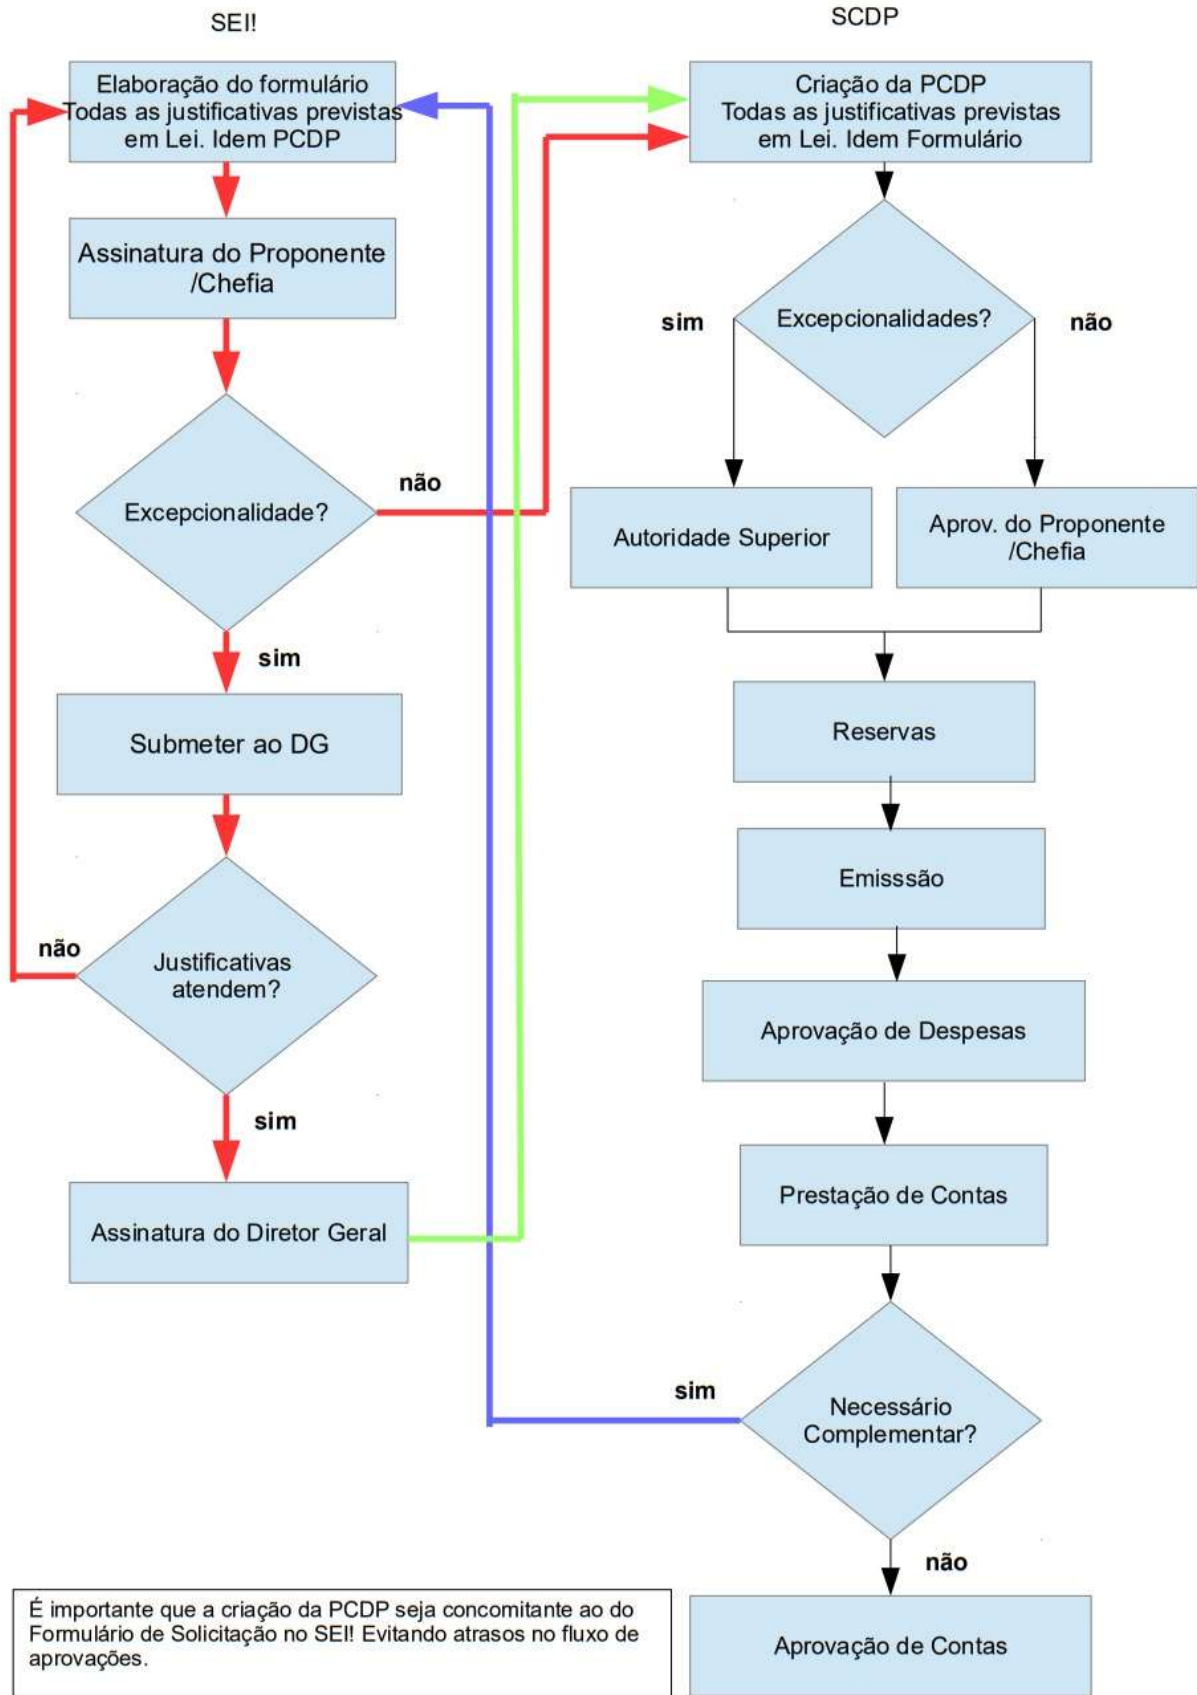 SEI!
Elaboração do formulário
Todas as justificativas previstas
em Lei. Idem PCDP
Assinatura do Proponente
/Chefia
Excepcionalidade?
não
sim
Submeter ao DG
não
Justificativas
atendem?
sim
Assinatura do Diretor Geral
SCDP
Criação da PCDP
Todas as justificativas previstas
em Lei. Idem Formulário
sim
Excepcionalidades?
não
Autoridade Superior
Aprov. do Proponente
/Chefia
Reservas
Emisssão
Aprovação de Despesas
Prestação de Contas
sim
Necessário
Complementar?
não
Aprovação de Contas
É importante que a criação da PCDP seja concomitante ao do
Formulário de Solicitação no SEI! Evitando atrasos no fluxo de
aprovações.